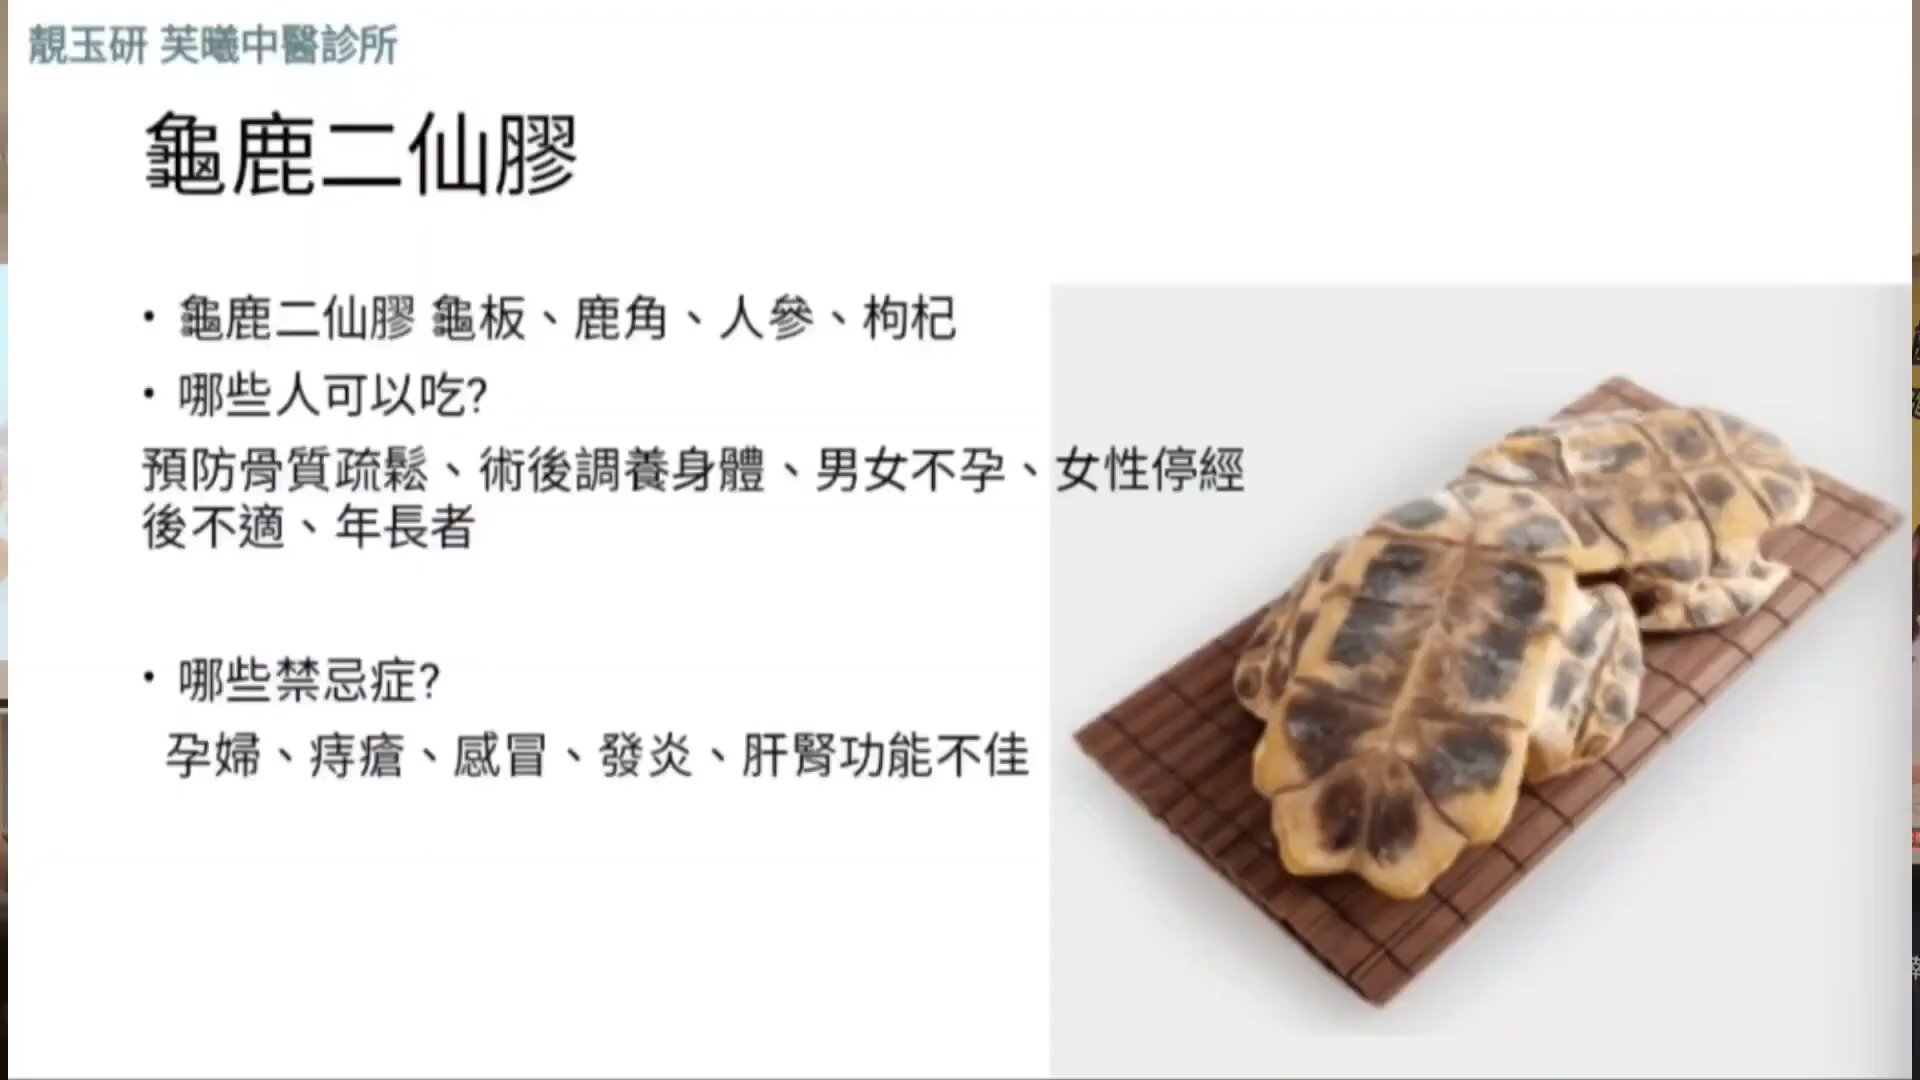 靚玉研 芙曦中醫診所
龜鹿二仙膠
• 龜鹿二仙膠 龜板、鹿角、人參、枸杞
• 哪些人可以吃?
預防骨質疏鬆、術後調養身體、男女不孕、女性停經
後不適、年長者
• 哪些禁忌症?
孕婦、痔瘡、感冒、發炎、肝腎功能不佳